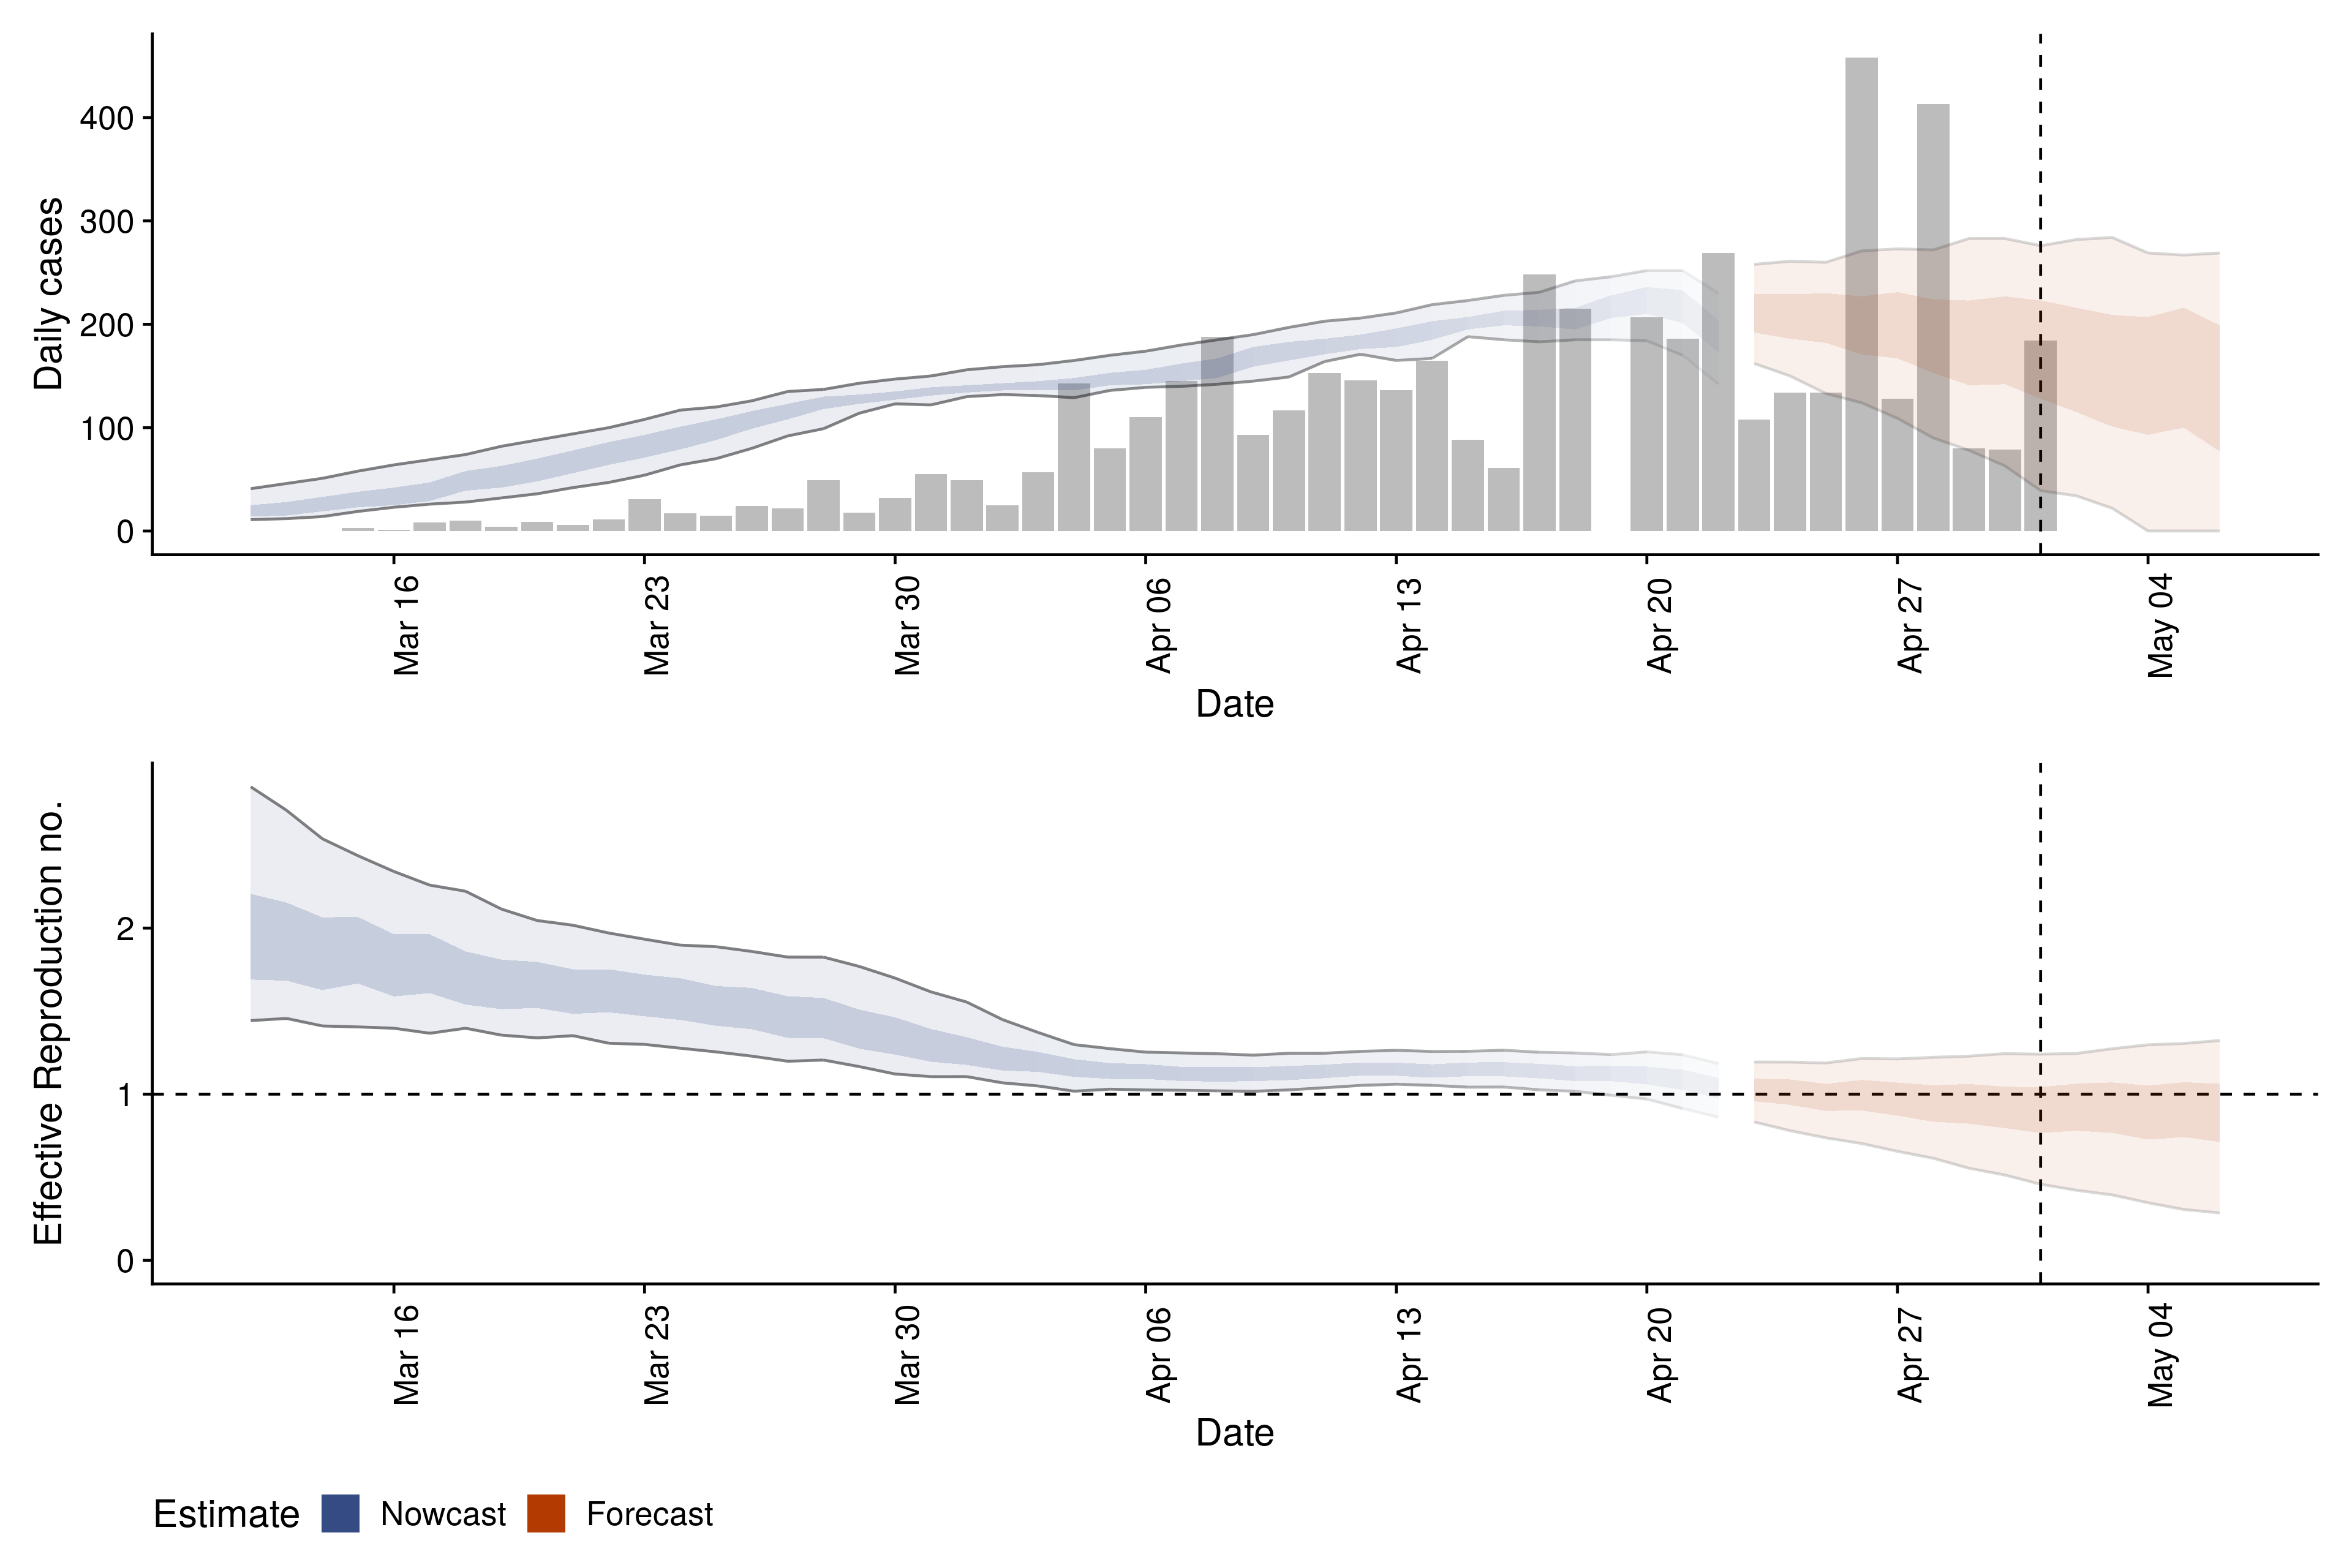 Daily cases
400
300
200
100
0
Mar 16
Mar 23
Mar 30
Apr 06
Apr 13
Apr 20
Apr 27
May 04
Date
Effective Reproduction no.
2
1
0
Mar 16
Mar 23
Mar 30
Apr 06
Apr 13
Apr 20
Apr 27
May 04
Date
Estimate Nowcast Forecast